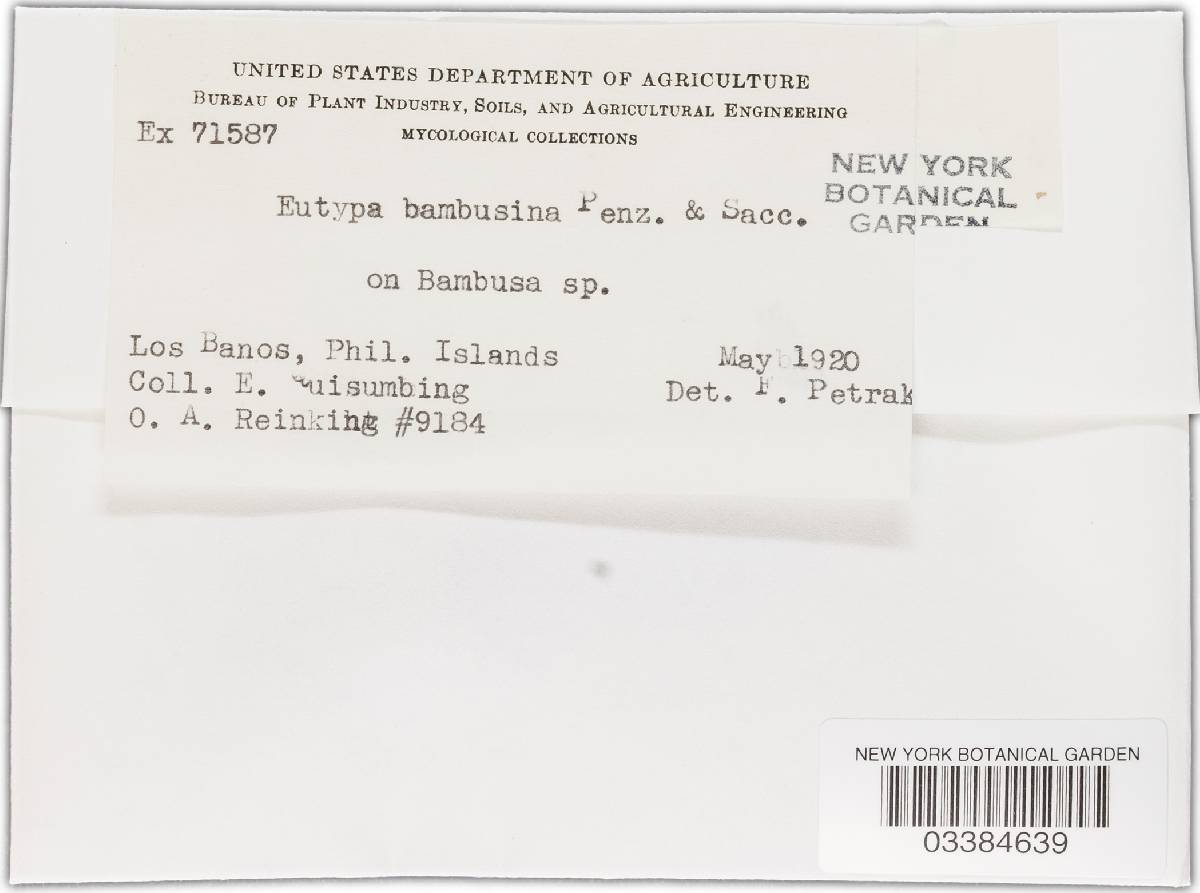 UNITED STATES DEPARTMENT OF AGRICULTURE
BUREAU OF PLANT INDUSTRY, SOILS, AND AGRICULTURAL ENGINEERING
Ex 71587 MYCOLOGICAL COLLECTIONS
NEW YORK
BOTANICAL
GARDEN
Eutypa bambusina Penz. & Sacc.
on Bambusa sp.
Los Banos, Phil. Islands May 1920
Coll. E. Quisumbing Det. F. Petrak
O. A. Reinking #9184
NEW YORK BOTANICAL GARDEN
03384639